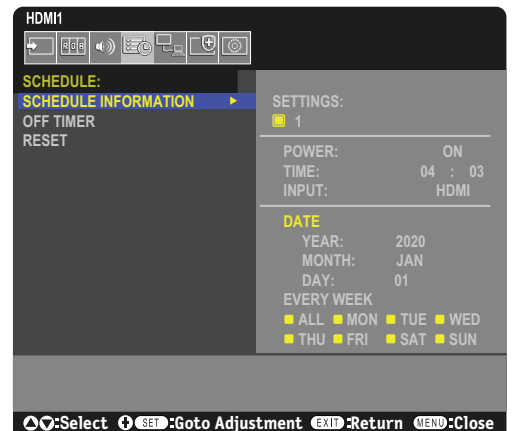 HDMI1
RGB
SCHEDULE:
SCHEDULE INFORMATION
OFF TIMER
RESET
SETTINGS:
1
POWER: ON
TIME: 04 : 03
INPUT: HDMI
DATE
YEAR: 2020
MONTH: JAN
DAY: 01
EVERY WEEK
ALL MON TUE WED
THU FRI SAT SUN
:Select SET :Goto Adjustment EXIT :Return MENU :Close